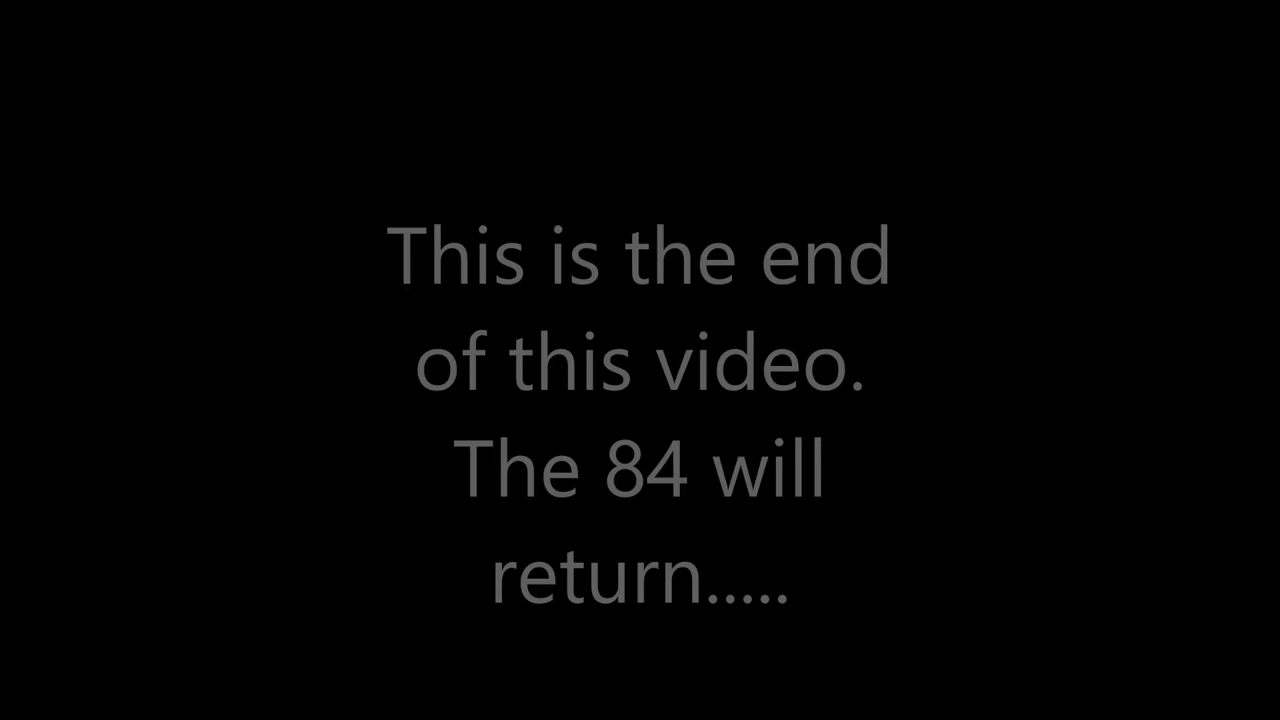 This is the end
of this video.
The 84 will
return.....